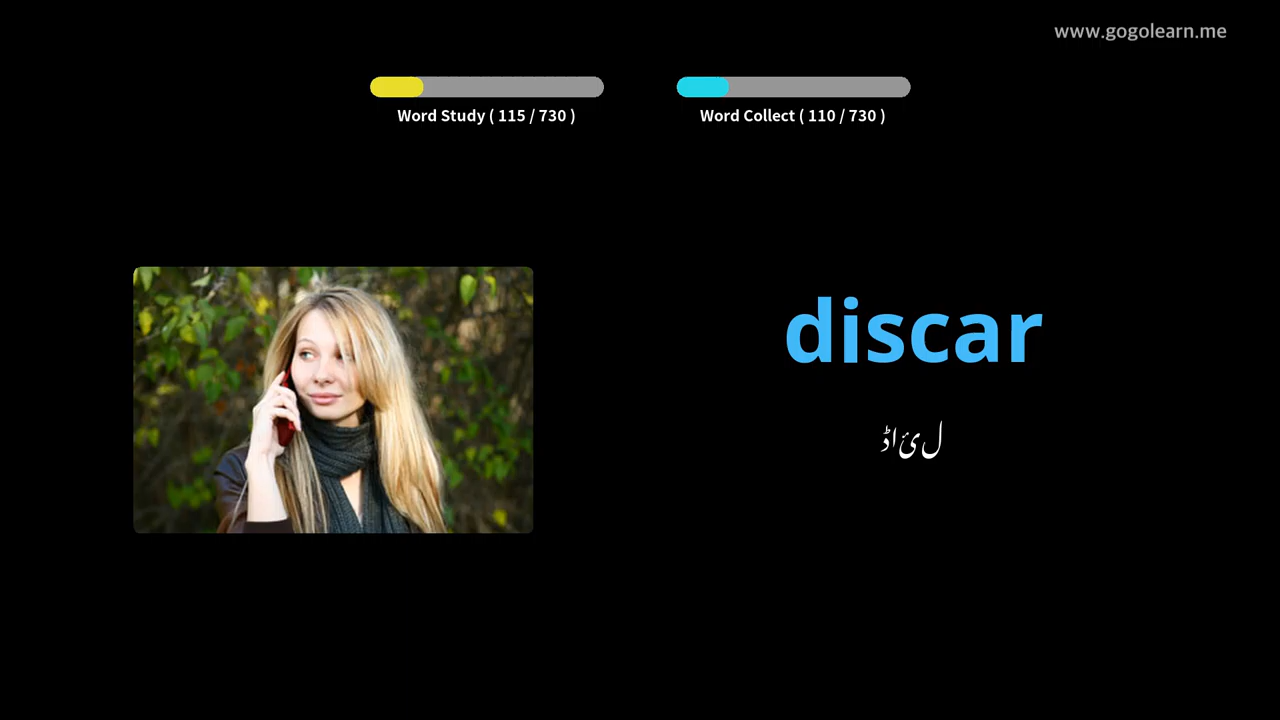 www.gogolearn.me
Word Study ( 115 / 730 )
Word Collect ( 110 / 730 )
discar
ڈائل